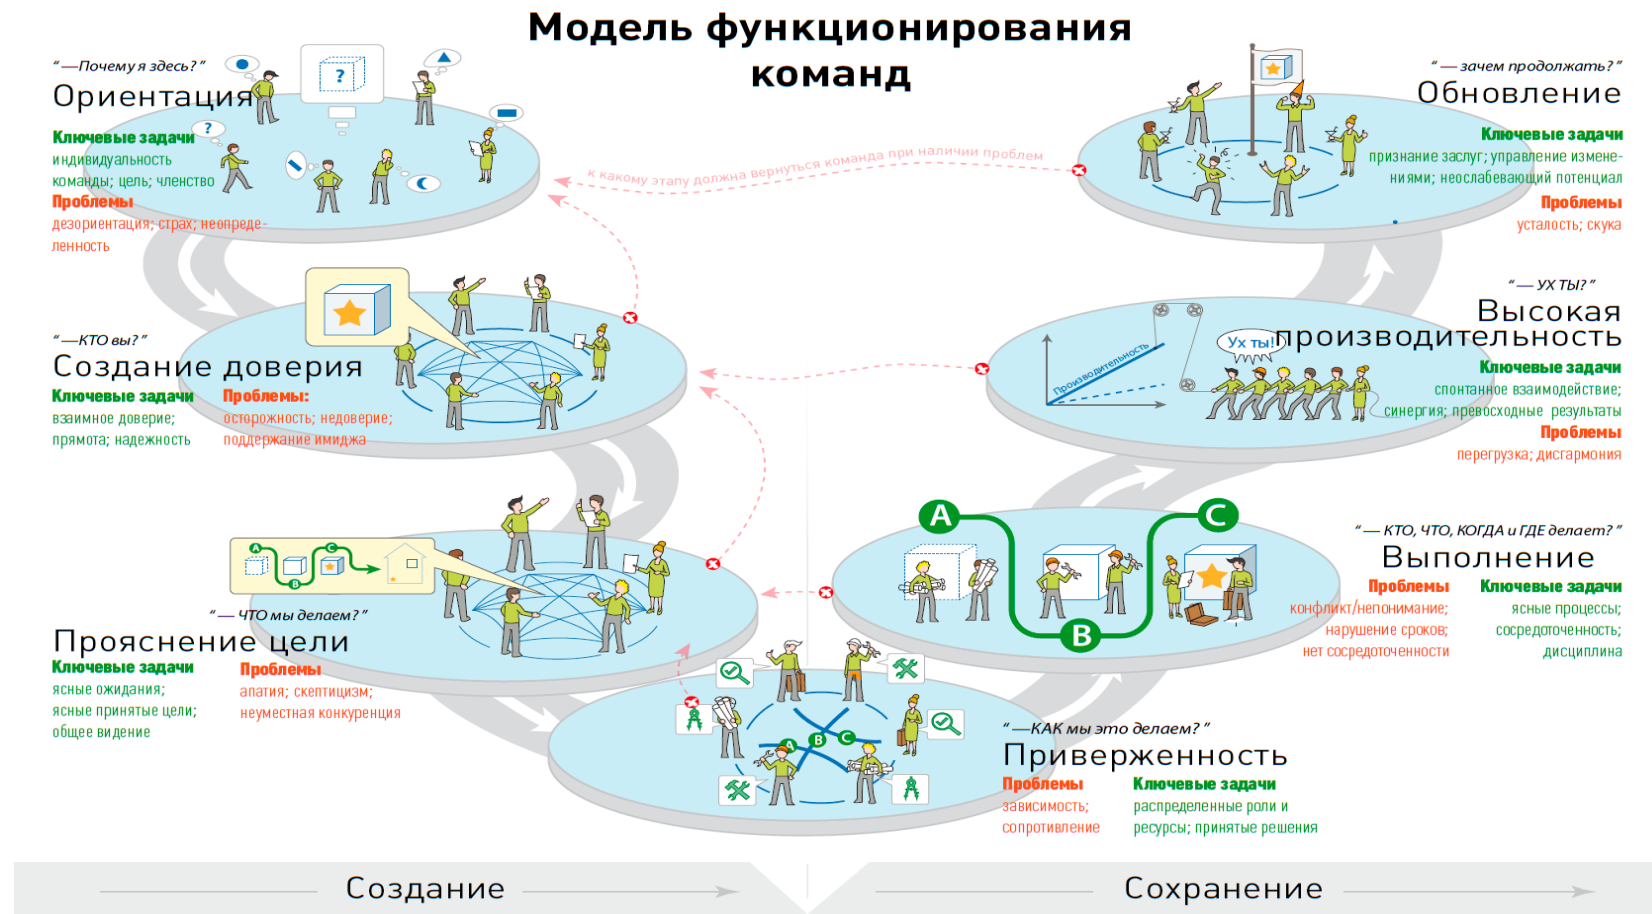 Модель функционирования
команд
“ —Почему я здесь? ”
Ориентация
Ключевые задачи
индивидуальность
команды; цель; членство
Проблемы
дезориентация; страх; неопреде-
ленность
?
?
к какому этапу должна вернуться команда при наличии проблем
“ — зачем продолжать? ”
Обновление
Ключевые задачи
признание заслуг; управление измене-
ниями; неослабевающий потенциал
Проблемы
усталость; скука
“ —КТО вы? ”
Создание доверия
Ключевые задачи
взаимное доверие;
прямота; надежность
Проблемы:
осторожность; недоверие;
поддержание имиджа
“ — УХ ТЫ? ”
Высокая
производительность
Ключевые задачи
спонтанное взаимодействие;
синергия; превосходные результаты
Проблемы
перегрузка; дисгармония
Производительность
Ух ты!
A
B
C
“ — ЧТО мы делаем? ”
Прояснение цели
Ключевые задачи
ясные ожидания;
ясные принятые цели;
общее видение
Проблемы
апатия; скептицизм;
неуместная конкуренция
A
B
C
“ — КТО, ЧТО, КОГДА и ГДЕ делает? ”
Выполнение
Проблемы
конфликт/непонимание;
нарушение сроков;
нет сосредоточенности
Ключевые задачи
ясные процессы;
сосредоточенность;
дисциплина
A
B
C
“ —КАК мы это делаем? ”
Приверженность
Проблемы
зависимость;
сопротивление
Ключевые задачи
распределенные роли и
ресурсы; принятые решения
Создание
Сохранение